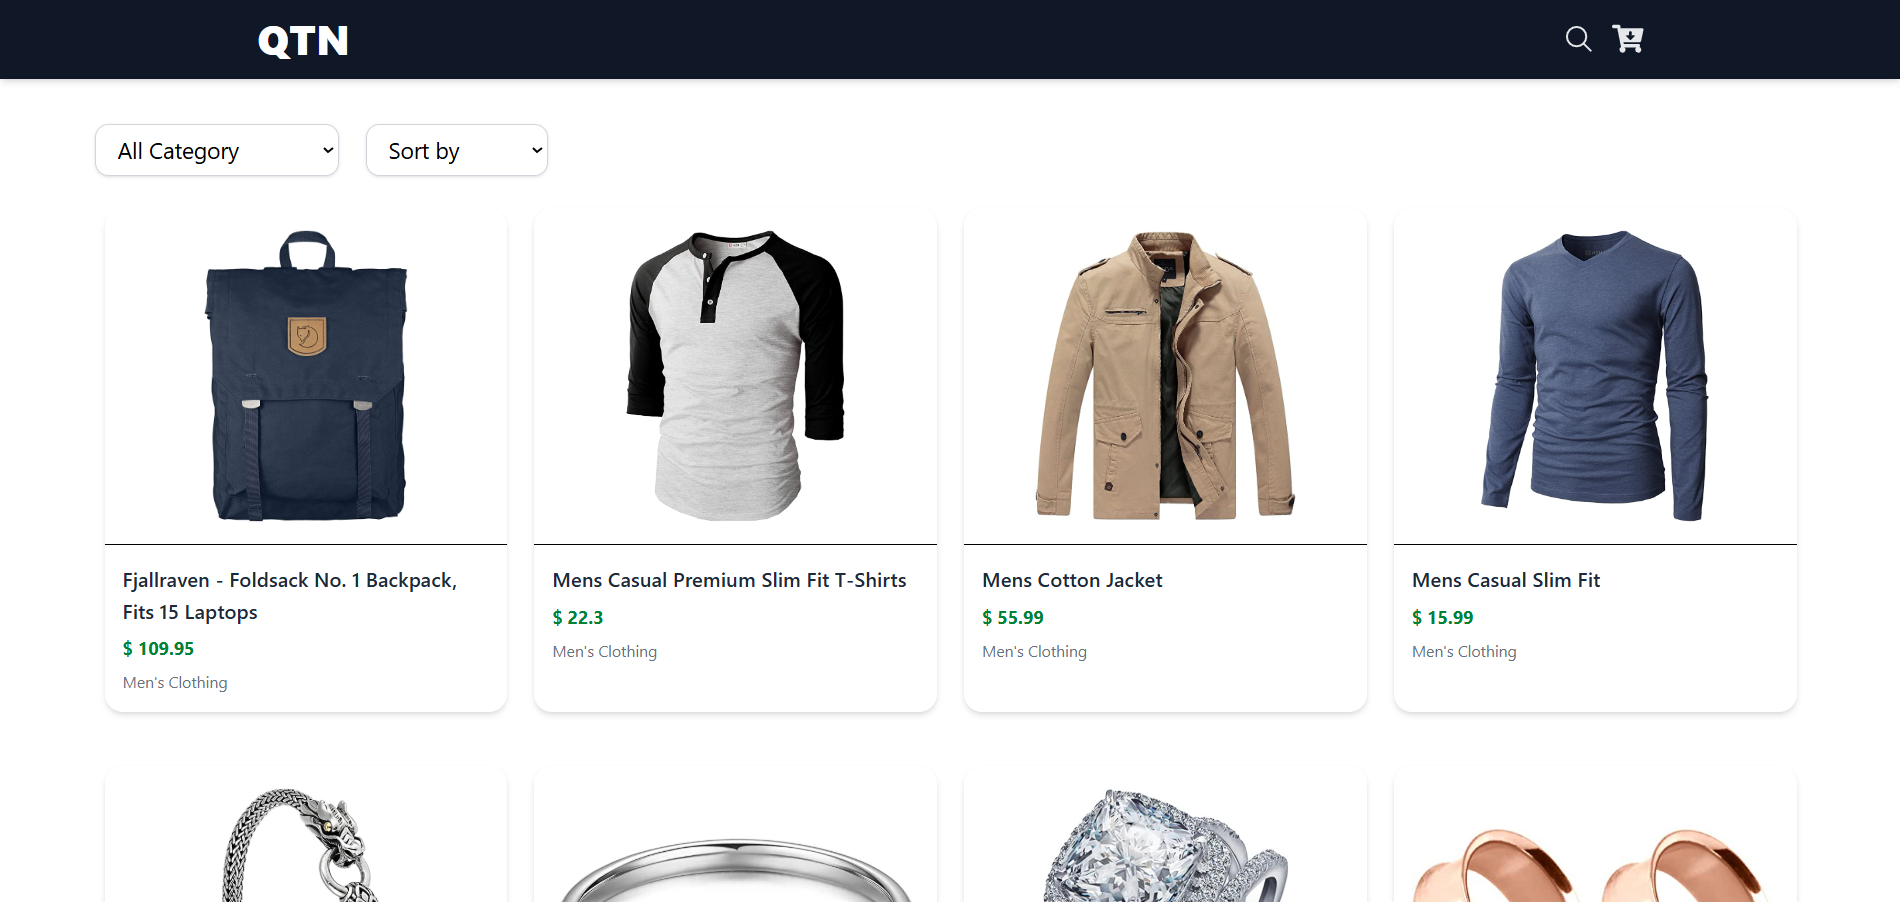 QTN
All Category
Sort by
Fjallraven - Foldsack No. 1 Backpack,
Fits 15 Laptops
$ 109.95
Men's Clothing
Mens Casual Premium Slim Fit T-Shirts
$ 22.3
Men's Clothing
Mens Cotton Jacket
$ 55.99
Men's Clothing
Mens Casual Slim Fit
$ 15.99
Men's Clothing